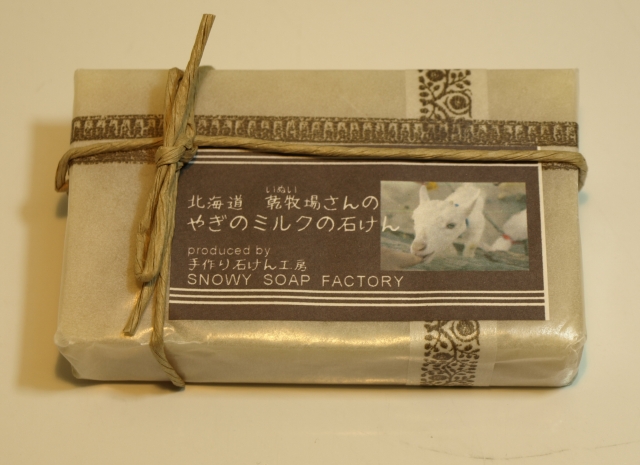 北海道 乾牧場さんの
いぬい
やぎのミルクの石けん
produced by
手作り石けん工房
SNOWY SOAP FACTORY